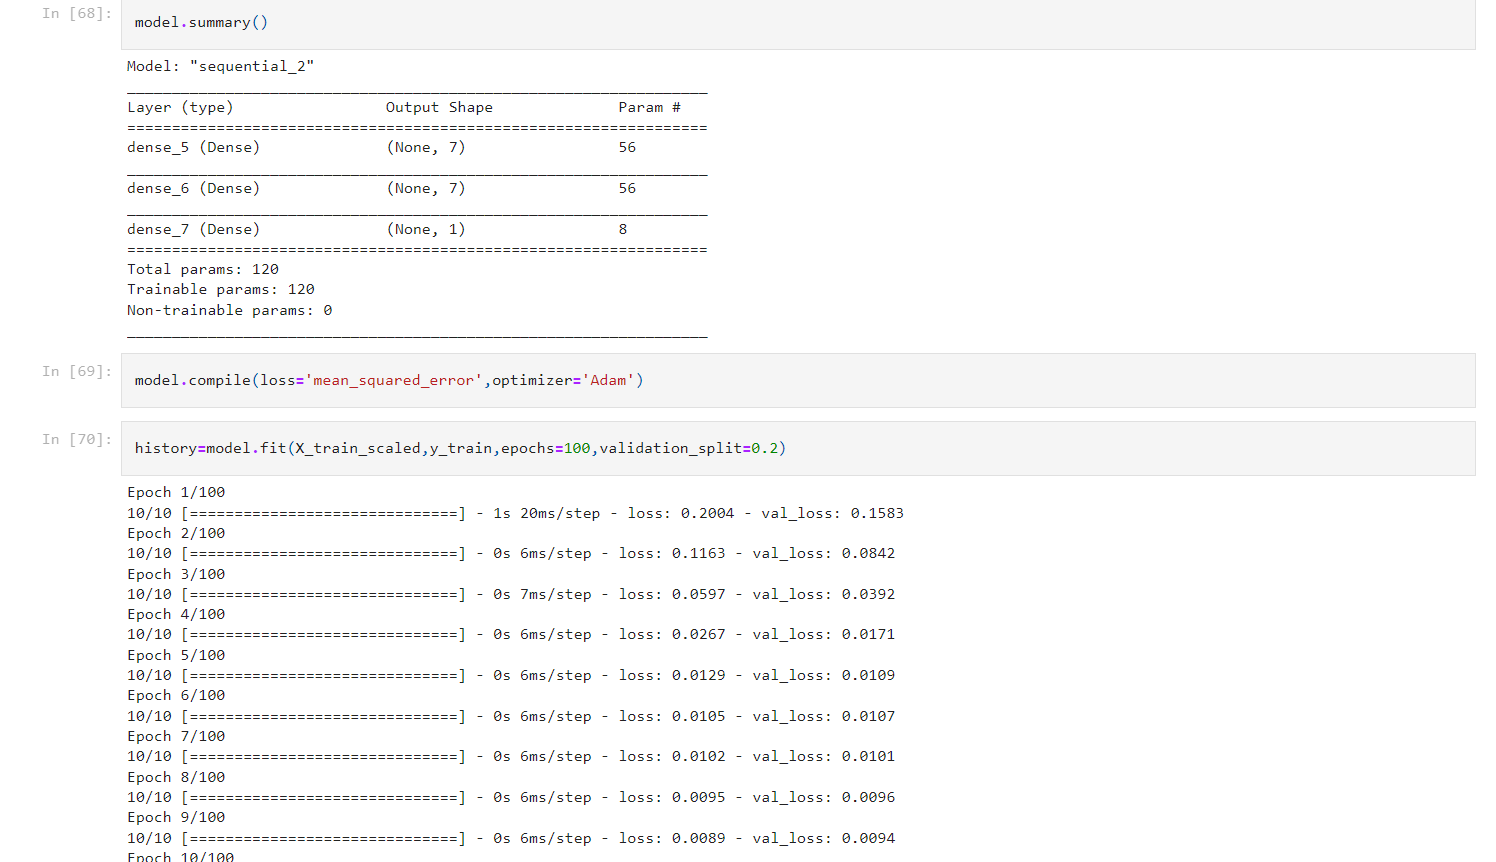 In [68]:
model.summary()
Model: "sequential_2"
_________________________________________________________________
Layer (type)                 Output Shape              Param #
=================================================================
dense_5 (Dense)              (None, 7)                 56
_________________________________________________________________
dense_6 (Dense)              (None, 7)                 56
_________________________________________________________________
dense_7 (Dense)              (None, 1)                 8
=================================================================
Total params: 120
Trainable params: 120
Non-trainable params: 0
_________________________________________________________________
In [69]:
model.compile(loss='mean_squared_error',optimizer='Adam')
In [70]:
history=model.fit(X_train_scaled,y_train,epochs=100,validation_split=0.2)
Epoch 1/100
10/10 [==============================] - 1s 20ms/step - loss: 0.2004 - val_loss: 0.1583
Epoch 2/100
10/10 [==============================] - 0s 6ms/step - loss: 0.1163 - val_loss: 0.0842
Epoch 3/100
10/10 [==============================] - 0s 7ms/step - loss: 0.0597 - val_loss: 0.0392
Epoch 4/100
10/10 [==============================] - 0s 6ms/step - loss: 0.0267 - val_loss: 0.0171
Epoch 5/100
10/10 [==============================] - 0s 6ms/step - loss: 0.0129 - val_loss: 0.0109
Epoch 6/100
10/10 [==============================] - 0s 6ms/step - loss: 0.0105 - val_loss: 0.0107
Epoch 7/100
10/10 [==============================] - 0s 6ms/step - loss: 0.0102 - val_loss: 0.0101
Epoch 8/100
10/10 [==============================] - 0s 6ms/step - loss: 0.0095 - val_loss: 0.0096
Epoch 9/100
10/10 [==============================] - 0s 6ms/step - loss: 0.0089 - val_loss: 0.0094
Epoch 10/100